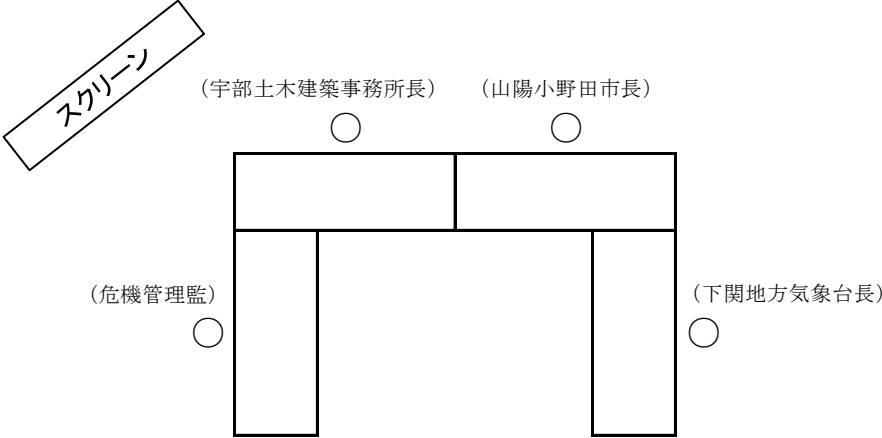 スクリーン
（宇部土木建築事務所長）
（山陽小野田市長）
（危機管理監）
（下関地方気象台長）